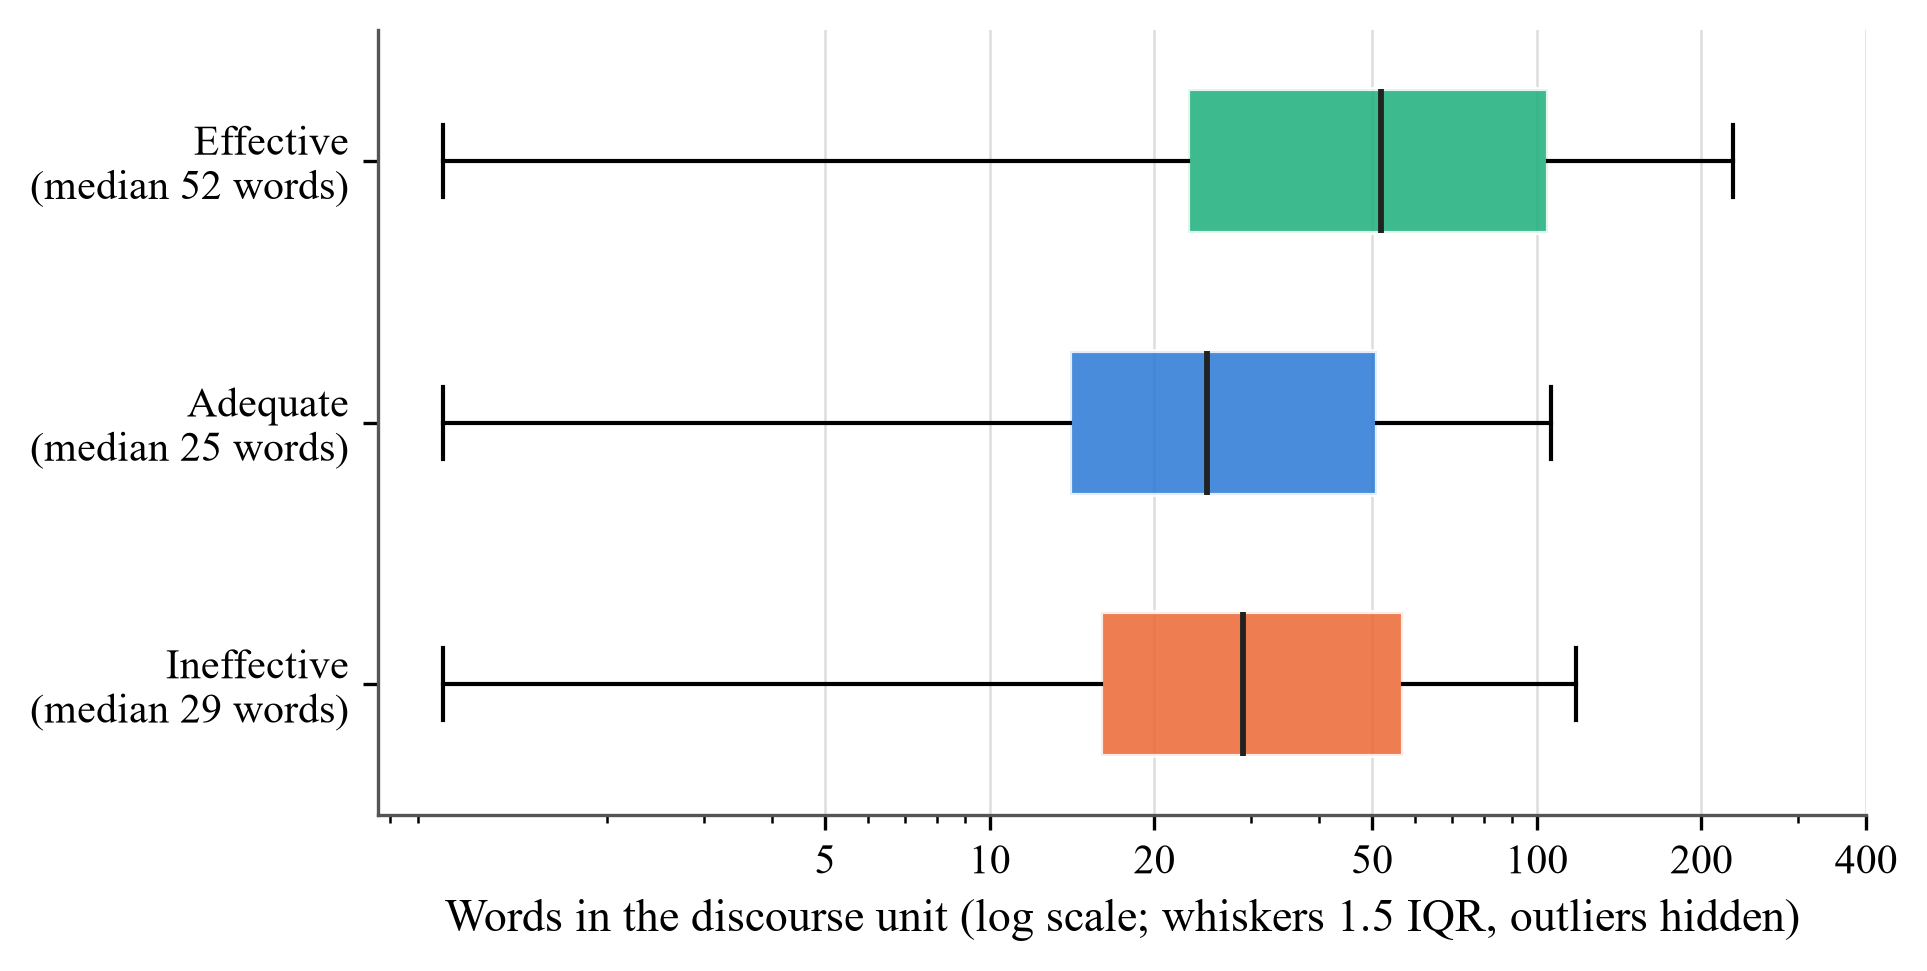 Effective
(median 52 words)
Adequate
(median 25 words)
Ineffective
(median 29 words)
5 10 20 50 100 200 400
Words in the discourse unit (log scale; whiskers 1.5 IQR, outliers hidden)